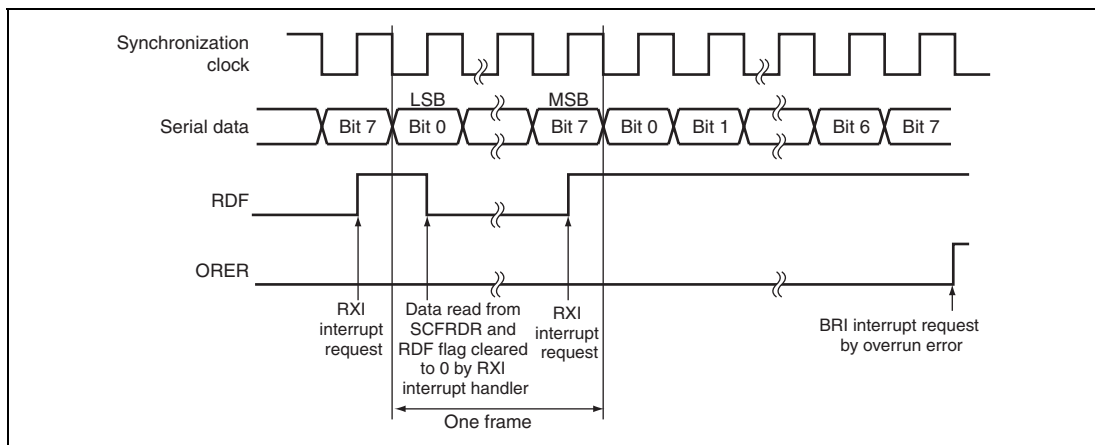 Synchronization
clock
LSB
MSB
Serial data
Bit 7
Bit 0
Bit 7
Bit 0
Bit 1
Bit 6
Bit 7
RDF
ORER
RXI
interrupt
request
Data read from
SCFRDR and
RDF flag cleared
to 0 by RXI
interrupt handler
RXI
interrupt
request
BRI interrupt request
by overrun error
One frame